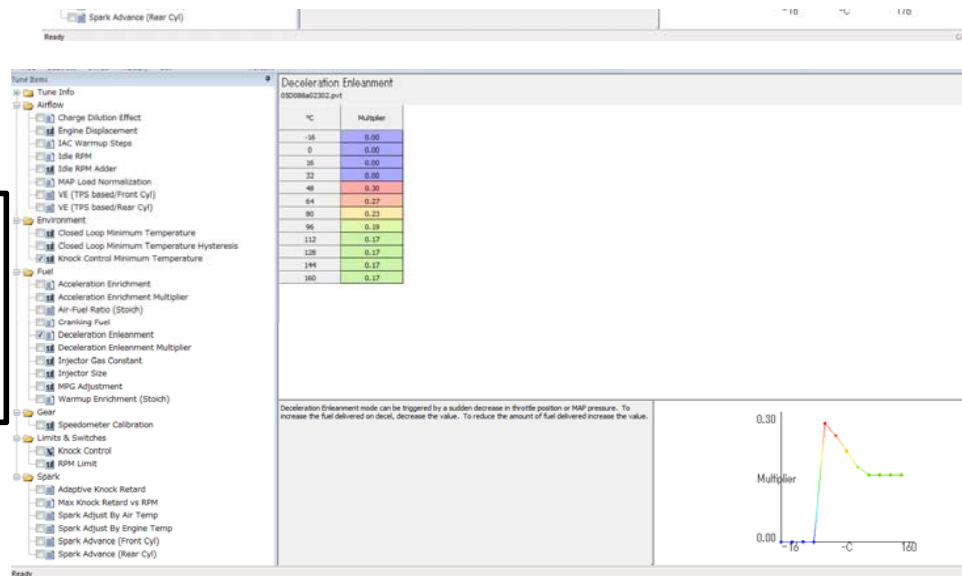 Spark Advance (Rear Cyl)
-16 -C 176
Ready
Tune Items
Tune Info
Airflow
Charge Dilution Effect
Engine Displacement
IAC Warmup Steps
Idle RPM
Idle RPM Adder
MAP Load Normalization
VE (TPS based/Front Cyl)
VE (TPS based/Rear Cyl)
Environment
Closed Loop Minimum Temperature
Closed Loop Minimum Temperature Hysteresis
Knock Control Minimum Temperature
Fuel
Acceleration Enrichment
Acceleration Enrichment Multiplier
Air-Fuel Ratio (Stoich)
Cranking Fuel
Deceleration Enleanment
Deceleration Enleanment Multiplier
Injector Gas Constant
Injector Size
MPG Adjustment
Warmup Enrichment (Stoich)
Gear
Speedometer Calibration
Limits & Switches
Knock Control
RPM Limit
Spark
Adaptive Knock Retard
Max Knock Retard vs RPM
Spark Adjust By Air Temp
Spark Adjust By Engine Temp
Spark Advance (Front Cyl)
Spark Advance (Rear Cyl)
Deceleration Enleanment
°C Multiplier
-16 0.00
0 0.00
16 0.00
32 0.00
48 0.30
64 0.27
80 0.23
96 0.19
112 0.17
128 0.17
144 0.17
160 0.17
Deceleration Enleanment mode can be triggered by a sudden decrease in throttle position or MAP pressure. To
increase the fuel delivered on decel, decrease the value. To reduce the amount of fuel delivered increase the value.
0.30
Multiplier
0.00
-16 -C 160
Ready